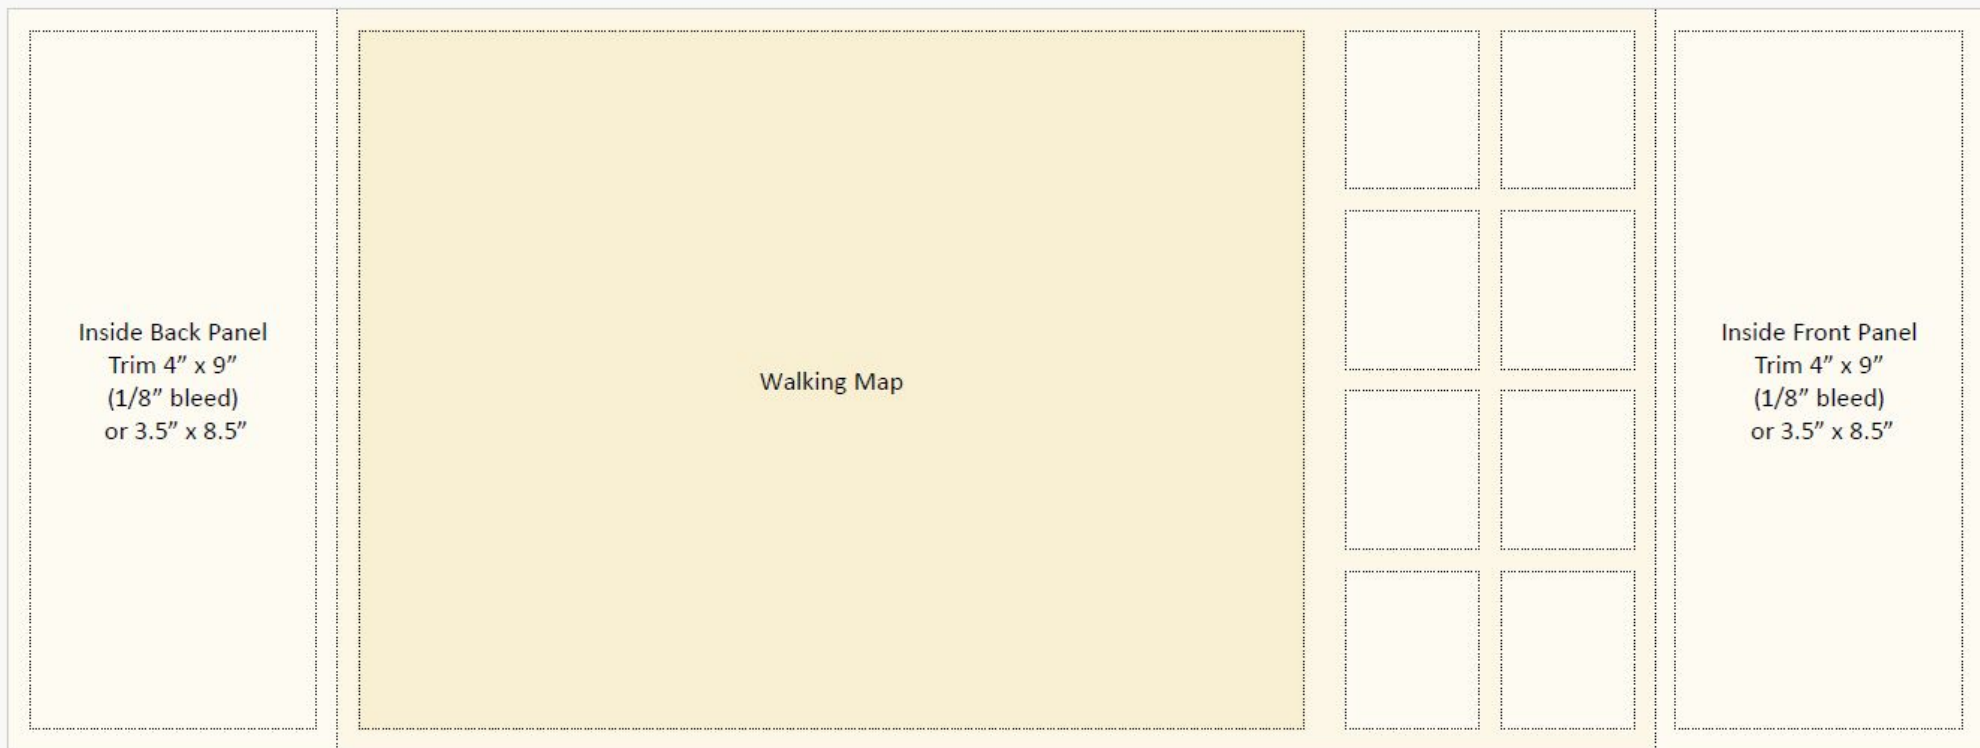 Inside Back Panel
Trim 4” x 9”
(1/8” bleed)
or 3.5” x 8.5”
Walking Map
Inside Front Panel
Trim 4” x 9”
(1/8” bleed)
or 3.5” x 8.5”